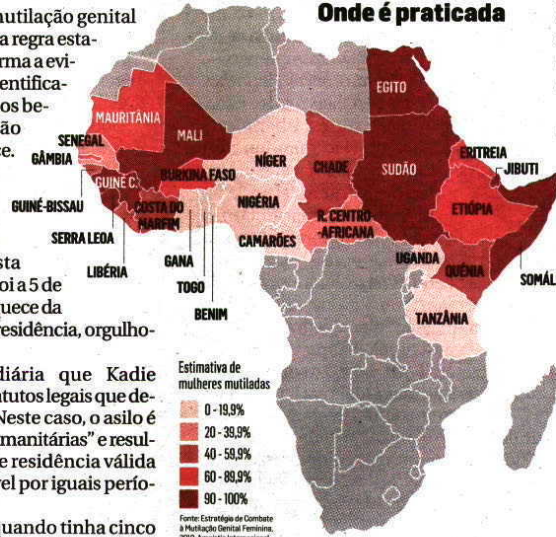 nutilação genital
a regra esta-
rma a evi-
entifica-
os be-
ão
ce.
sta
oi a 5 de
uece da
residência, orgulho-
diária que Kadie
atutos legais que de-
Neste caso, o asilo é
manitárias” e resul-
e residência válida
el por iguais perío-
quando tinha cinco
Onde é praticada
EGITO
MAURITÂNIA
MALI
SENEGAL
GÂMBIA
NÍGER
CHADE
SUDÃO
ERITREIA
JIBUTI
GUINÉ C.
BURKINA FASO
GUINÉ-BISSAU
COSTA DO
MARFIM
NIGÉRIA
R. CENTRO
-AFRICANA
ETIÓPIA
SERRA LEOA
CAMARÕES
LIBÉRIA
GANA
TOGO
BENIM
UGANDA
QUÉNIA
SOMÁL
TANZÂNIA
Estimativa de
mulheres mutiladas
0 - 19,9%
20 - 39,9%
40 - 59,9%
60 - 89,9%
90 - 100%
Fonte: Estratégia de Combate
à Mutilação Genital Feminina,